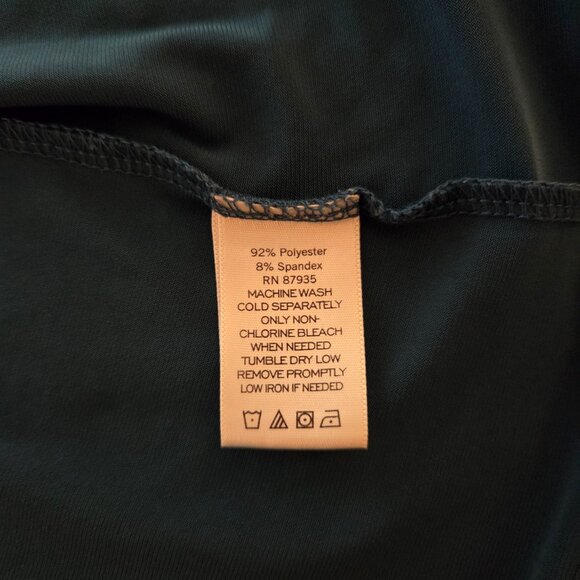 92% Polyester
8% Spandex
RN 87935
MACHINE WASH
COLD SEPARATELY
ONLY NON-
CHLORINE BLEACH
WHEN NEEDED
TUMBLE DRY LOW
REMOVE PROMPTLY
LOW IRON IF NEEDED